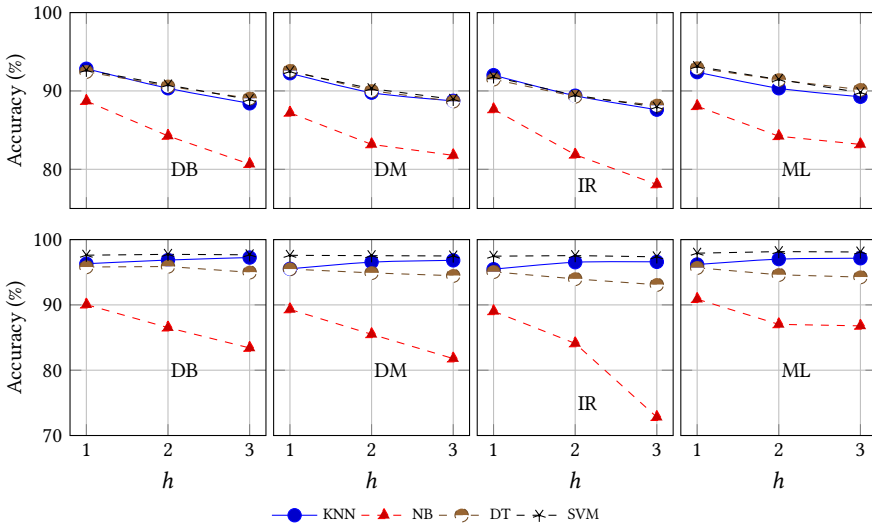 100
90
80
Accuracy (%)
DB
DM
IR
ML
100
90
80
70
Accuracy (%)
DB
DM
IR
ML
1 2 3 1 2 3 1 2 3 1 2 3
h h h h
KNN NB DT SVM